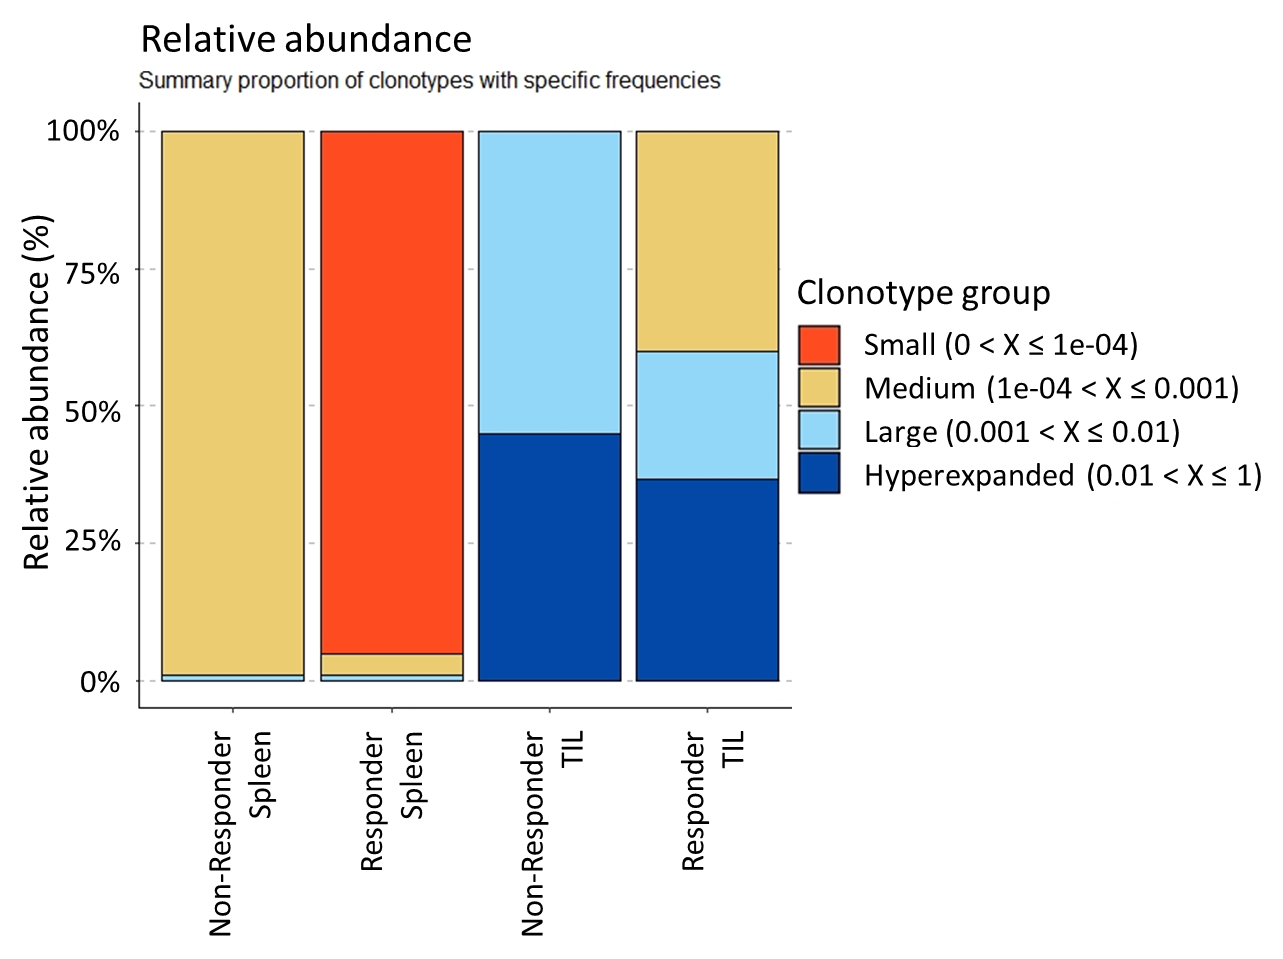 Relative abundance
Summary proportion of clonotypes with specific frequencies
Relative abundance (%)
100%
75%
50%
25%
0%
Non-Responder
Spleen
Responder
Spleen
Non-Responder
TIL
Responder
TIL
Clonotype group
Small (0 < X ≤ 1e-04)
Medium (1e-04 < X ≤ 0.001)
Large (0.001 < X ≤ 0.01)
Hyperexpanded (0.01 < X ≤ 1)